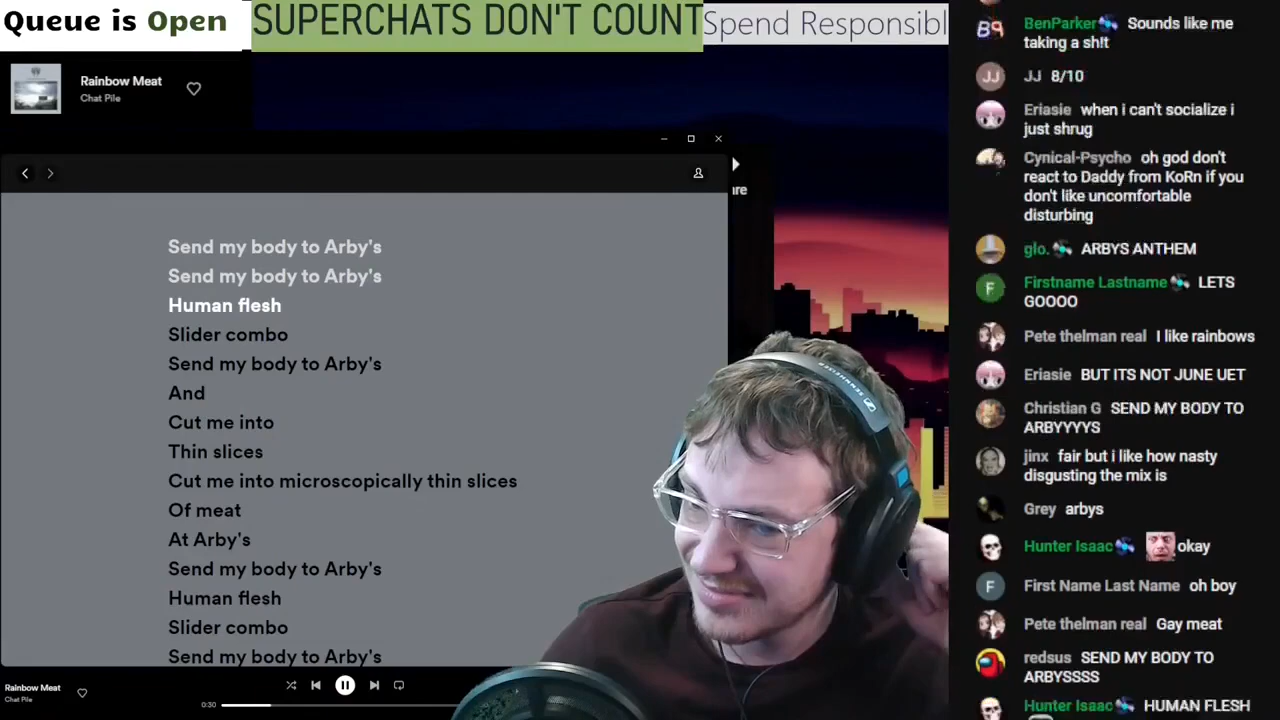 Queue is Open
SUPERCHATS DON'T COUNT
Spend Responsibl
Rainbow Meat
Chat Pile
Send my body to Arby's
Send my body to Arby's
Human flesh
Slider combo
Send my body to Arby's
And
Cut me into
Thin slices
Cut me into microscopically thin slices
Of meat
At Arby's
Send my body to Arby's
Human flesh
Slider combo
Send my body to Arby's
Rainbow Meat
Chat Pile
0:30
re
SENNHEISER
BenParker Sounds like me
taking a sh!t
JJ
JJ 8/10
Eriasie when i can't socialize i
just shrug
Cynical-Psycho oh god don't
react to Daddy from KoRn if you
don't like uncomfortable
disturbing
glo. ARBYS ANTHEM
F
Firstname Lastname LETS
GOOOO
Pete thelman real I like rainbows
Eriasie BUT ITS NOT JUNE UET
Christian G SEND MY BODY TO
ARBYYYYS
jinx fair but i like how nasty
disgusting the mix is
Grey arbys
Hunter Isaac okay
F
First Name Last Name oh boy
Pete thelman real Gay meat
redsus SEND MY BODY TO
ARBYSSSS
Hunter Isaac HUMAN FLESH